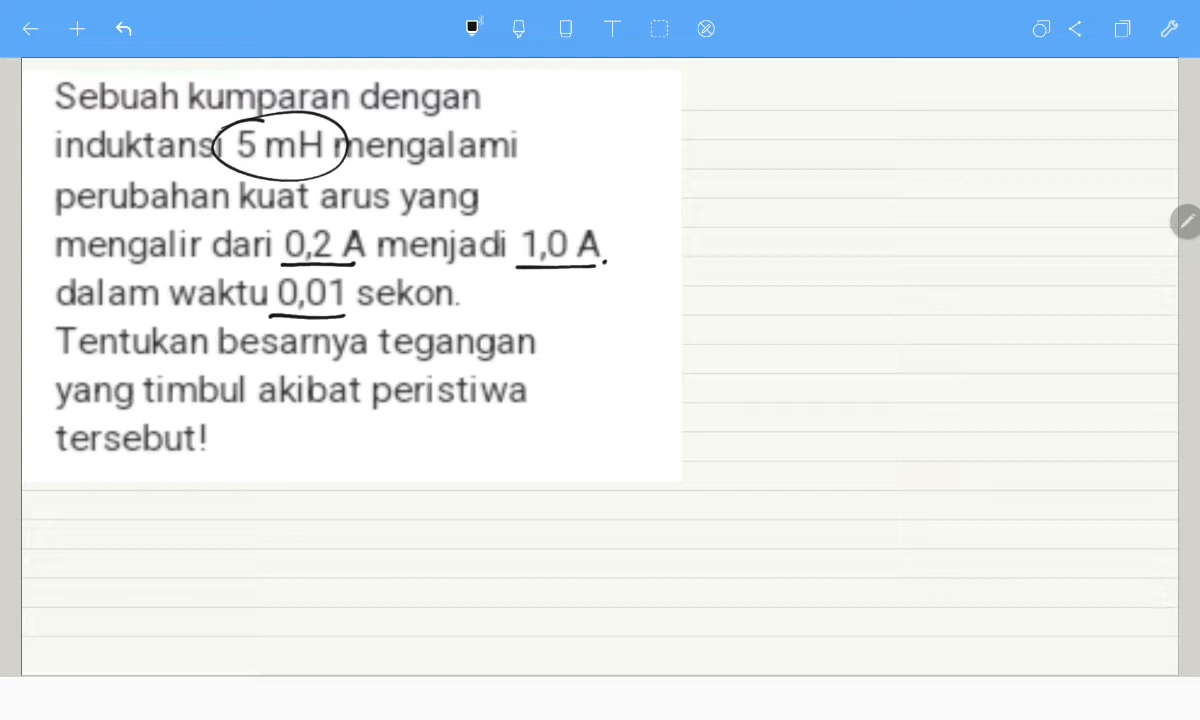 Sebuah kumparan dengan
induktansi 5 mH mengalami
perubahan kuat arus yang
mengalir dari 0,2 A menjadi 1,0 A
dalam waktu 0,01 sekon.
Tentukan besarnya tegangan
yang timbul akibat peristiwa
tersebut!